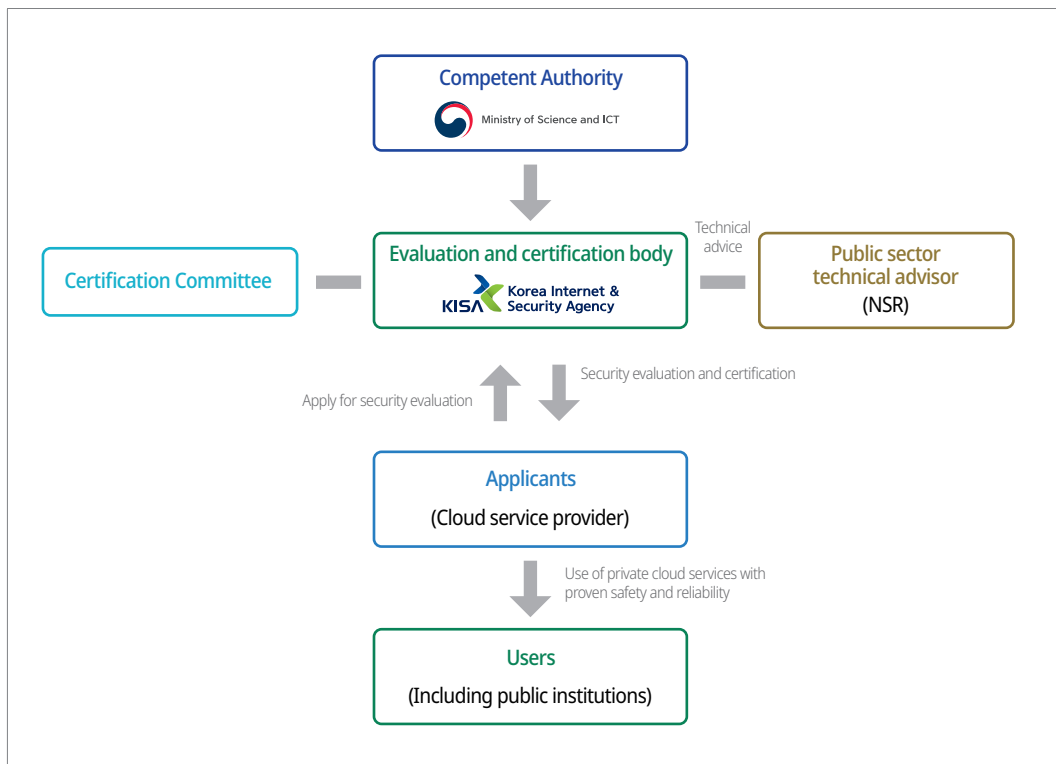 Competent Authority
Ministry of Science and ICT
Technical
advice
Certification Committee
Evaluation and certification body
KISA
Korea Internet &
Security Agency
Public sector
technical advisor
(NSR)
Apply for security evaluation
Security evaluation and certification
Applicants
(Cloud service provider)
Use of private cloud services with
proven safety and reliability
Users
(Including public institutions)